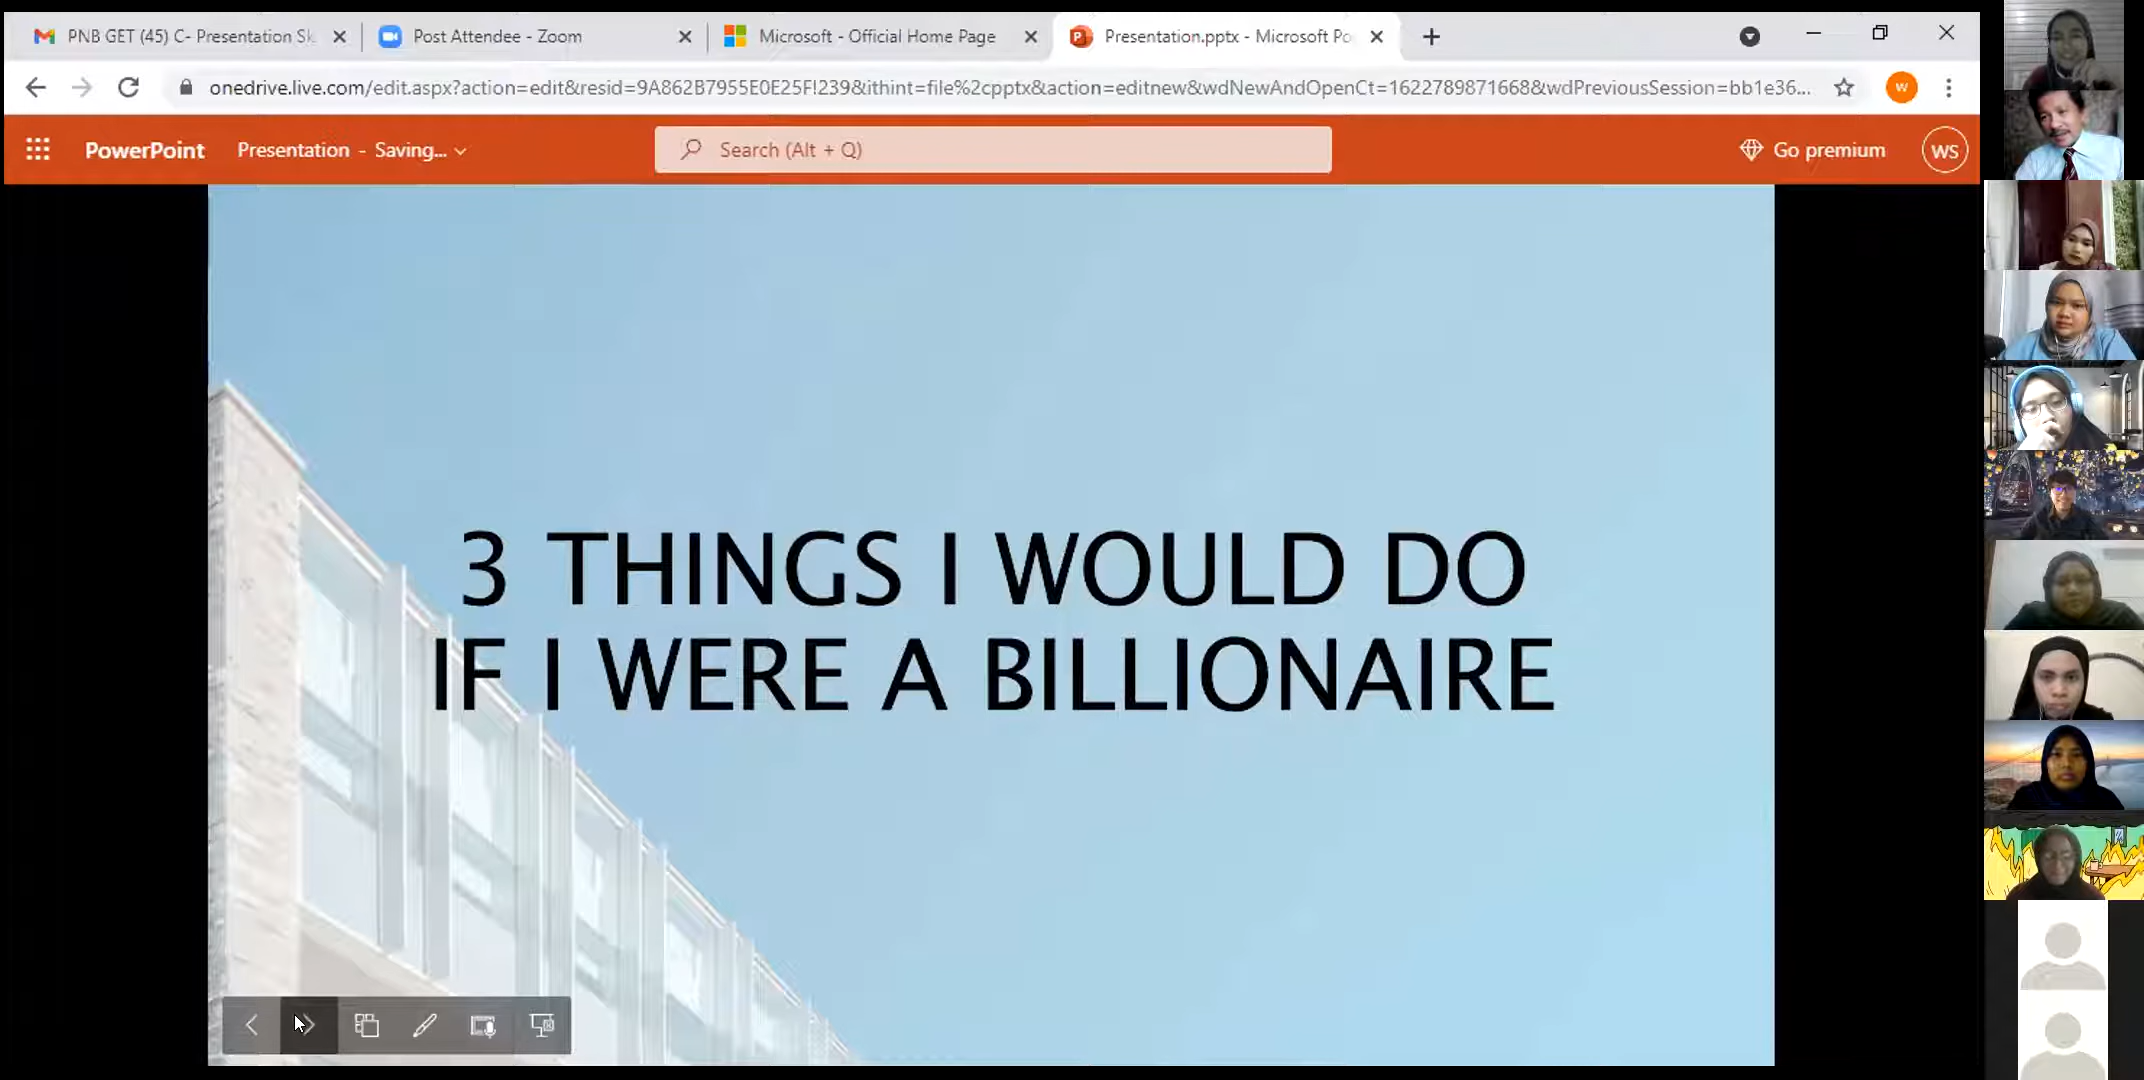 PNB GET (45) C- Presentation Sk
Post Attendee - Zoom
Microsoft - Official Home Page
Presentation.pptx - Microsoft Po
onedrive.live.com/edit.aspx?action=edit&resid=9A862B7955E0E25F!239&ithint=file%2cpptx&action=editnew&wdNewAndOpenCt=1622789871668&wdPreviousSession=bb1e36...
W
PowerPoint
Presentation - Saving...
Search (Alt + Q)
Go premium
WS
3 THINGS I WOULD DO
IF I WERE A BILLIONAIRE